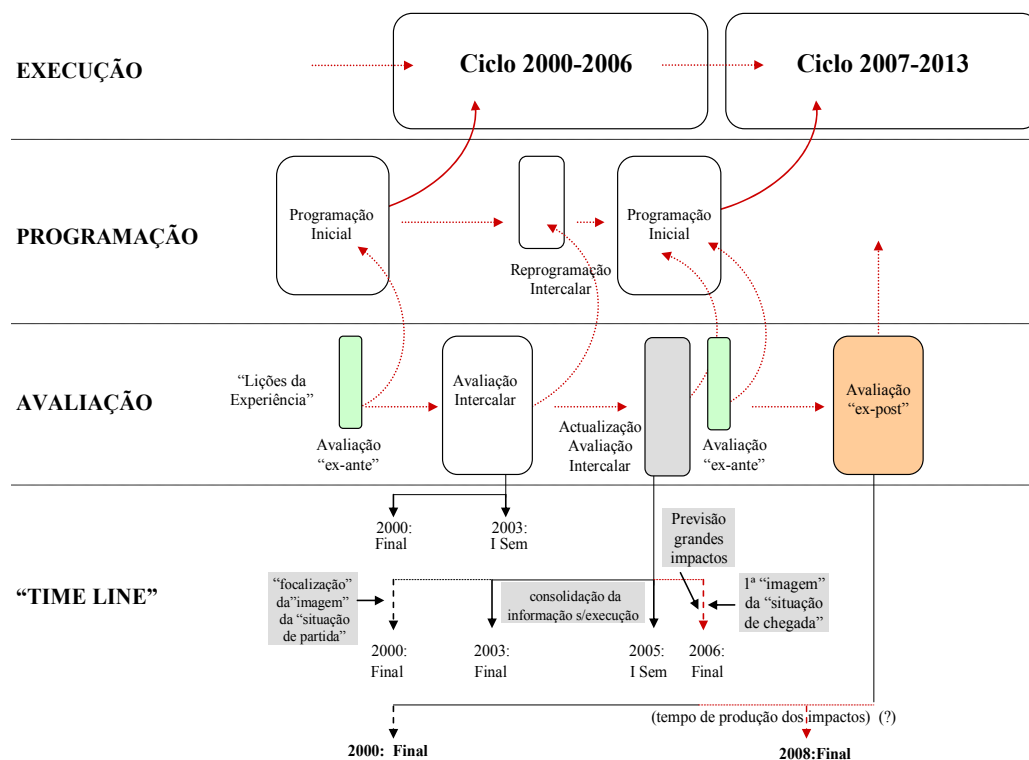 EXECUÇÃO
Ciclo 2000-2006
Ciclo 2007-2013
PROGRAMAÇÃO
Programação
Inicial
Reprogramação
Intercalar
Programação
Inicial
AVALIAÇÃO
“Lições da
Experiência”
Avaliação
“ex-ante”
Avaliação
Intercalar
Actualização
Avaliação
Intercalar
Avaliação
“ex-ante”
Avaliação
“ex-post”
“TIME LINE”
2000:
Final
2003:
I Sem
Previsão
grandes
impactos
“focalização”
da”imagem”
da “situação
de partida”
consolidação da
informação s/execução
1ª “imagem”
da “situação
de chegada”
2000:
Final
2003:
Final
2005:
I Sem
2006:
Final
(tempo de produção dos impactos) (?)
2000: Final
2008:Final